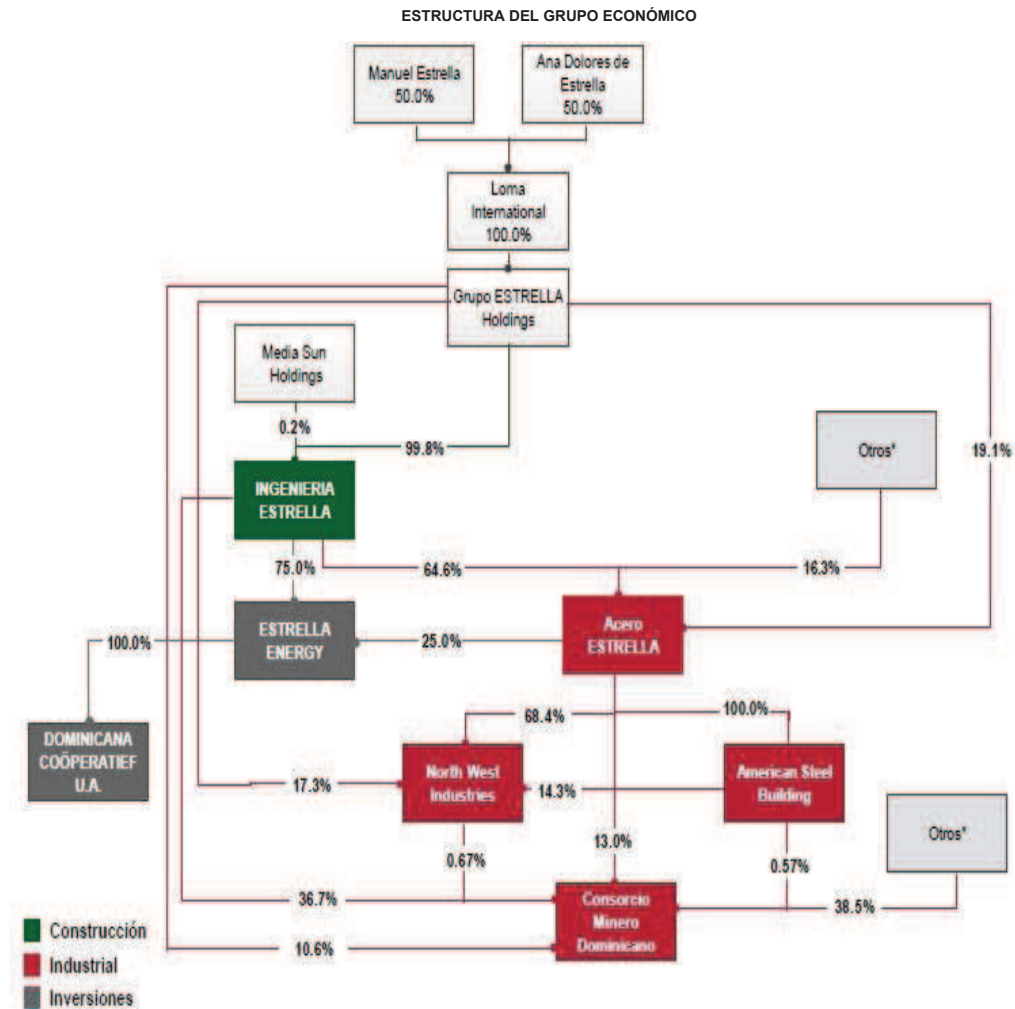 ESTRUCTURA DEL GRUPO ECONÓMICO
Manuel Estrella
50.0%
Ana Dolores de
Estrella
50.0%
Loma
International
100.0%
Grupo ESTRELLA
Holdings
Media Sun
Holdings
0.2%
99.8%
Otros*
19.1%
INGENIERIA
ESTRELLA
75.0%
64.6%
16.3%
ESTRELLA
ENERGY
Acero
ESTRELLA
100.0%
25.0%
68.4%
100.0%
DOMINICANA
COÖPERATIEF
U.A.
North West
Industries
American Steel
Building
17.3%
14.3%
Otros*
0.67%
13.0%
0.57%
36.7%
Consorcio
Minero
Dominicano
38.5%
10.6%
Construcción
Industrial
Inversiones